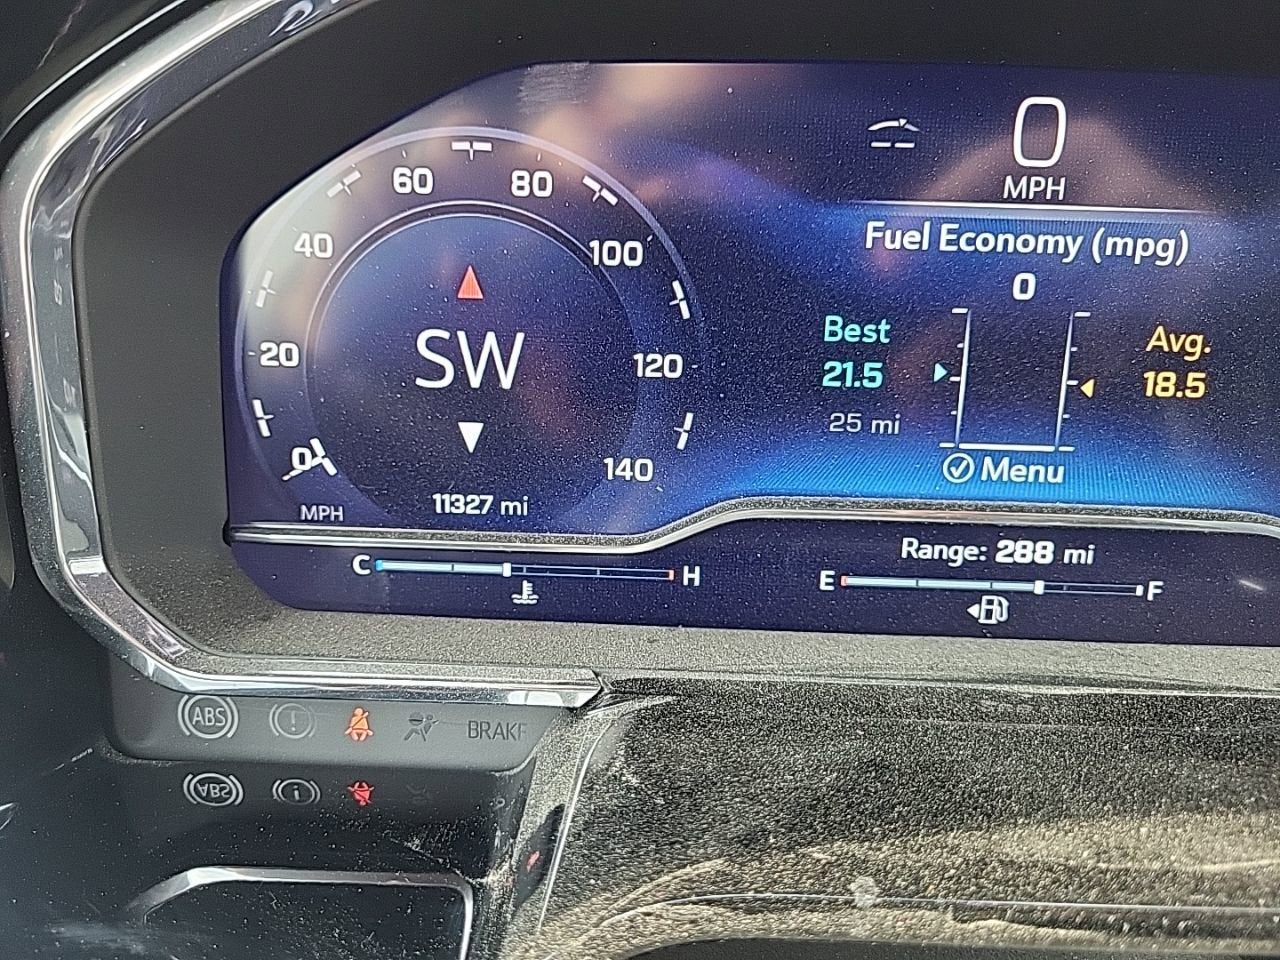 0
MPH
60
80
40
100
20
120
0
140
SW
MPH
11327 mi
Fuel Economy (mpg)
0
Best
21.5
25 mi
Avg.
18.5
Menu
Range: 288 mi
C
H
E
F
ABS
BRAKE